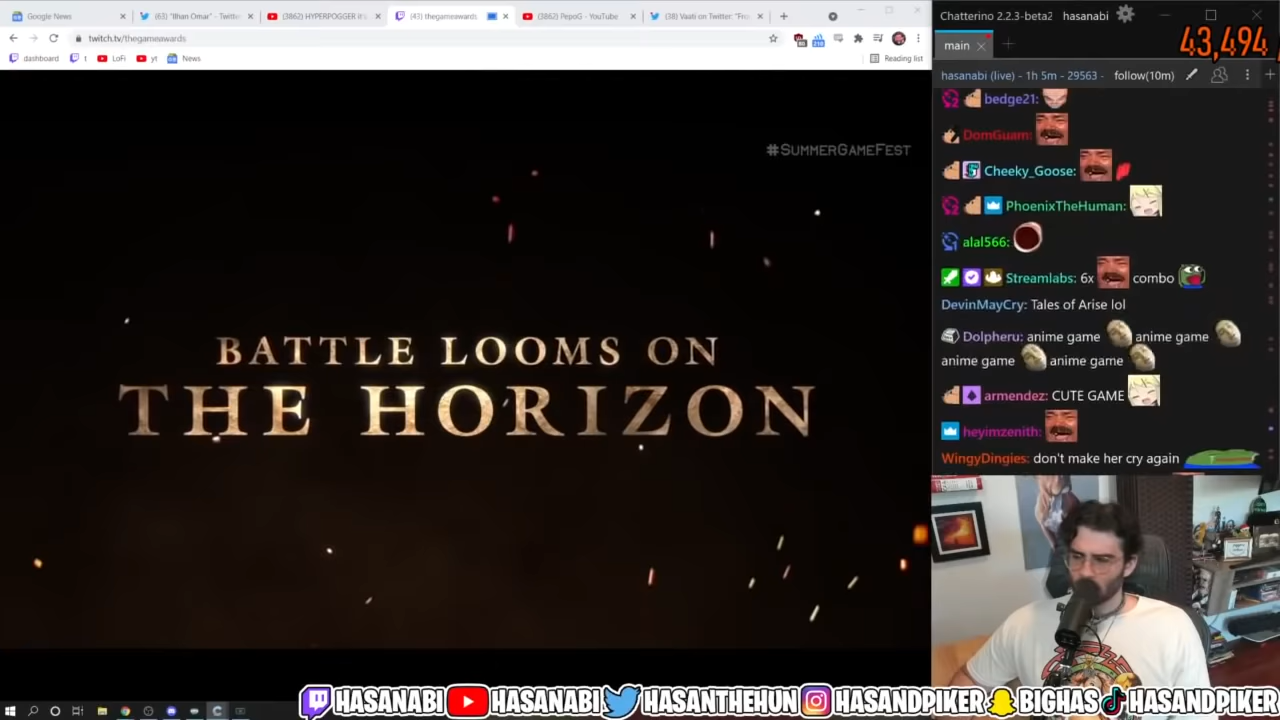 Google News
(63) "Ilhan Omar" - Twitte
(3862) HYPERPOGGER it's
(43) thegameawards
(3862) PepoG - YouTube
(38) Vaati on Twitter: "Fro
twitch.tv/thegameawards
dashboard
t
LoFi
yt
News
Reading list
#SUMMERGAMEFEST
BATTLE LOOMS ON
THE HORIZON
Chatterino 2.2.3-beta2
hasanabi
main
43,494
hasanabi (live) - 1h 5m - 29563 - follow(10m)
bedge21:
DomGuam:
Cheeky_Goose:
PhoenixTheHuman:
alal566:
Streamlabs: 6x combo
DevinMayCry: Tales of Arise lol
Dolpheru: anime game anime game
anime game anime game
armendez: CUTE GAME
heyimzenith:
WingyDingies: don't make her cry again
HASANABI HASANABI HASANTHEHUN HASANDPIKER BIGHAS HASANDPIKER